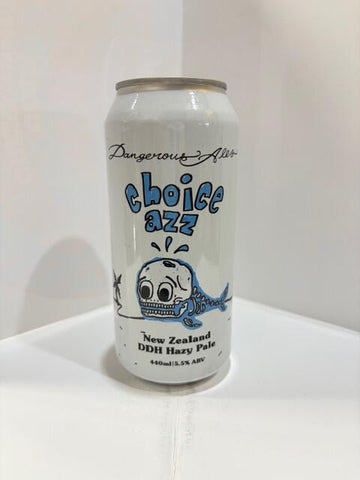 Dangerous Ales
choice
azz
New Zealand
DDH Hazy Pale
440ml|5.5% ABV